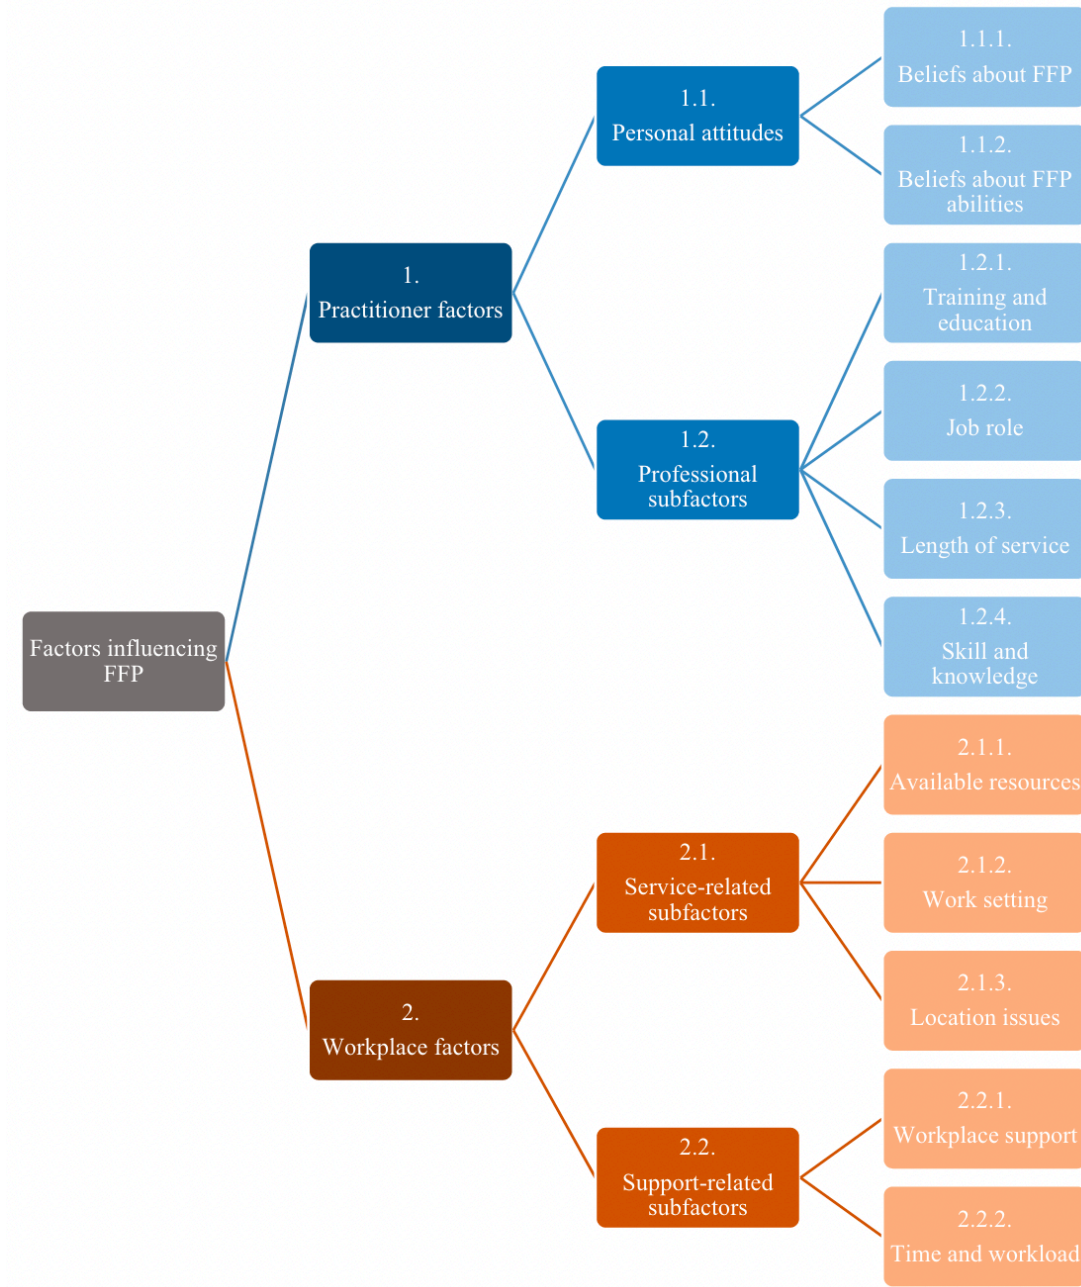 Factors influencing
FFP
1.
Practitioner factors
1.1.
Personal attitudes
1.1.1.
Beliefs about FFP
1.1.2.
Beliefs about FFP
abilities
1.2.
Professional
subfactors
1.2.1.
Training and
education
1.2.2.
Job role
1.2.3.
Length of service
1.2.4.
Skill and
knowledge
2.
Workplace factors
2.1.
Service-related
subfactors
2.1.1.
Available resources
2.1.2.
Work setting
2.1.3.
Location issues
2.2.
Support-related
subfactors
2.2.1.
Workplace support
2.2.2.
Time and workload